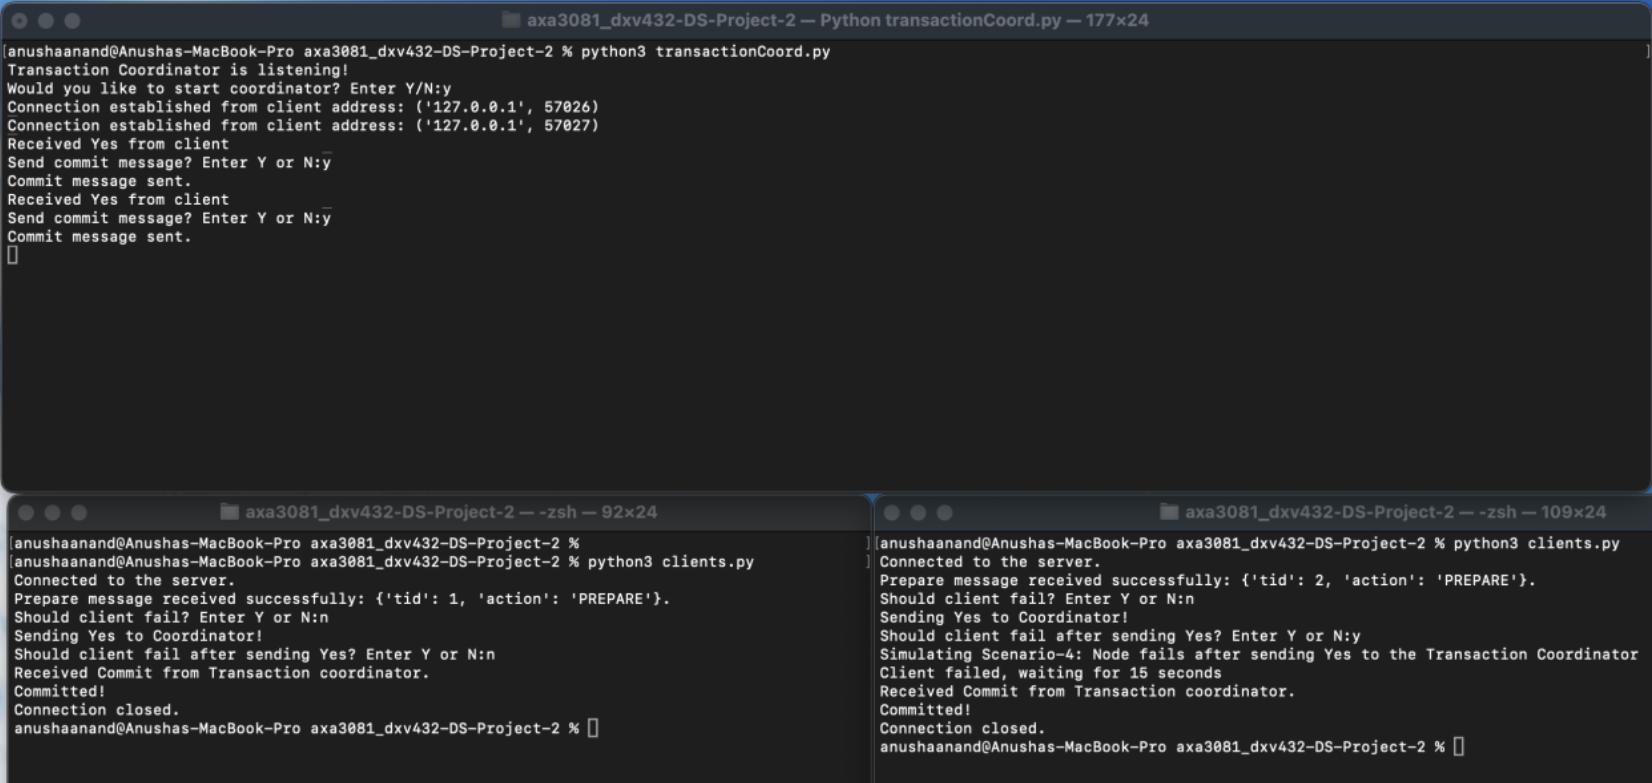 axa3081_dxv432-DS-Project-2 — Python transactionCoord.py — 177×24
[anushaanand@Anushas-MacBook-Pro axa3081_dxv432-DS-Project-2 % python3 transactionCoord.py ]
Transaction Coordinator is listening!
Would you like to start coordinator? Enter Y/N:y
Connection established from client address: ('127.0.0.1', 57026)
Connection established from client address: ('127.0.0.1', 57027)
Received Yes from client
Send commit message? Enter Y or N:y
Commit message sent.
Received Yes from client
Send commit message? Enter Y or N:y
Commit message sent.
axa3081_dxv432-DS-Project-2 — -zsh — 92×24
[anushaanand@Anushas-MacBook-Pro axa3081_dxv432-DS-Project-2 % ]
[anushaanand@Anushas-MacBook-Pro axa3081_dxv432-DS-Project-2 % python3 clients.py ]
Connected to the server.
Prepare message received successfully: {'tid': 1, 'action': 'PREPARE'}.
Should client fail? Enter Y or N:n
Sending Yes to Coordinator!
Should client fail after sending Yes? Enter Y or N:n
Received Commit from Transaction coordinator.
Committed!
Connection closed.
anushaanand@Anushas-MacBook-Pro axa3081_dxv432-DS-Project-2 %
axa3081_dxv432-DS-Project-2 — -zsh — 109×24
[anushaanand@Anushas-MacBook-Pro axa3081_dxv432-DS-Project-2 % python3 clients.py
Connected to the server.
Prepare message received successfully: {'tid': 2, 'action': 'PREPARE'}.
Should client fail? Enter Y or N:n
Sending Yes to Coordinator!
Should client fail after sending Yes? Enter Y or N:y
Simulating Scenario-4: Node fails after sending Yes to the Transaction Coordinator
Client failed, waiting for 15 seconds
Received Commit from Transaction coordinator.
Committed!
Connection closed.
anushaanand@Anushas-MacBook-Pro axa3081_dxv432-DS-Project-2 %